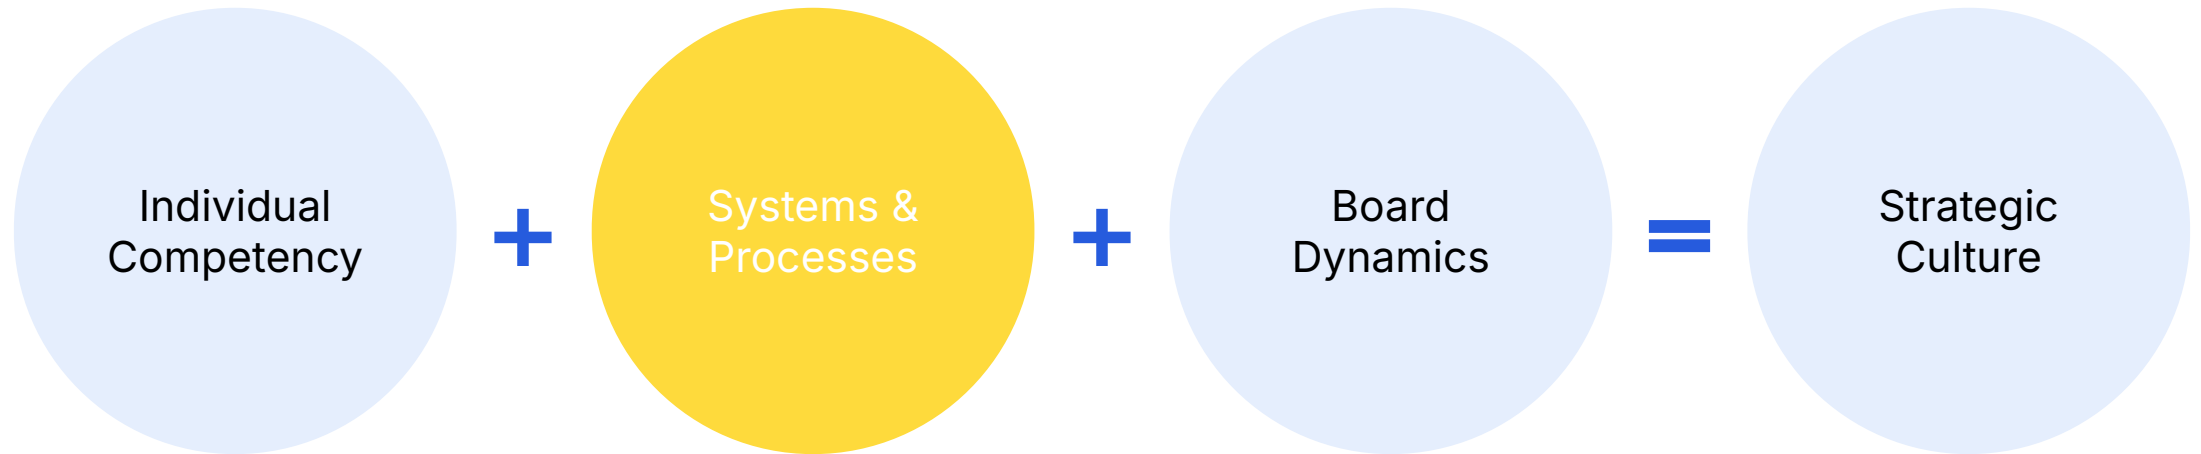 Individual
Competency
+
Systems &
Processes
+
Board
Dynamics
=
Strategic
Culture